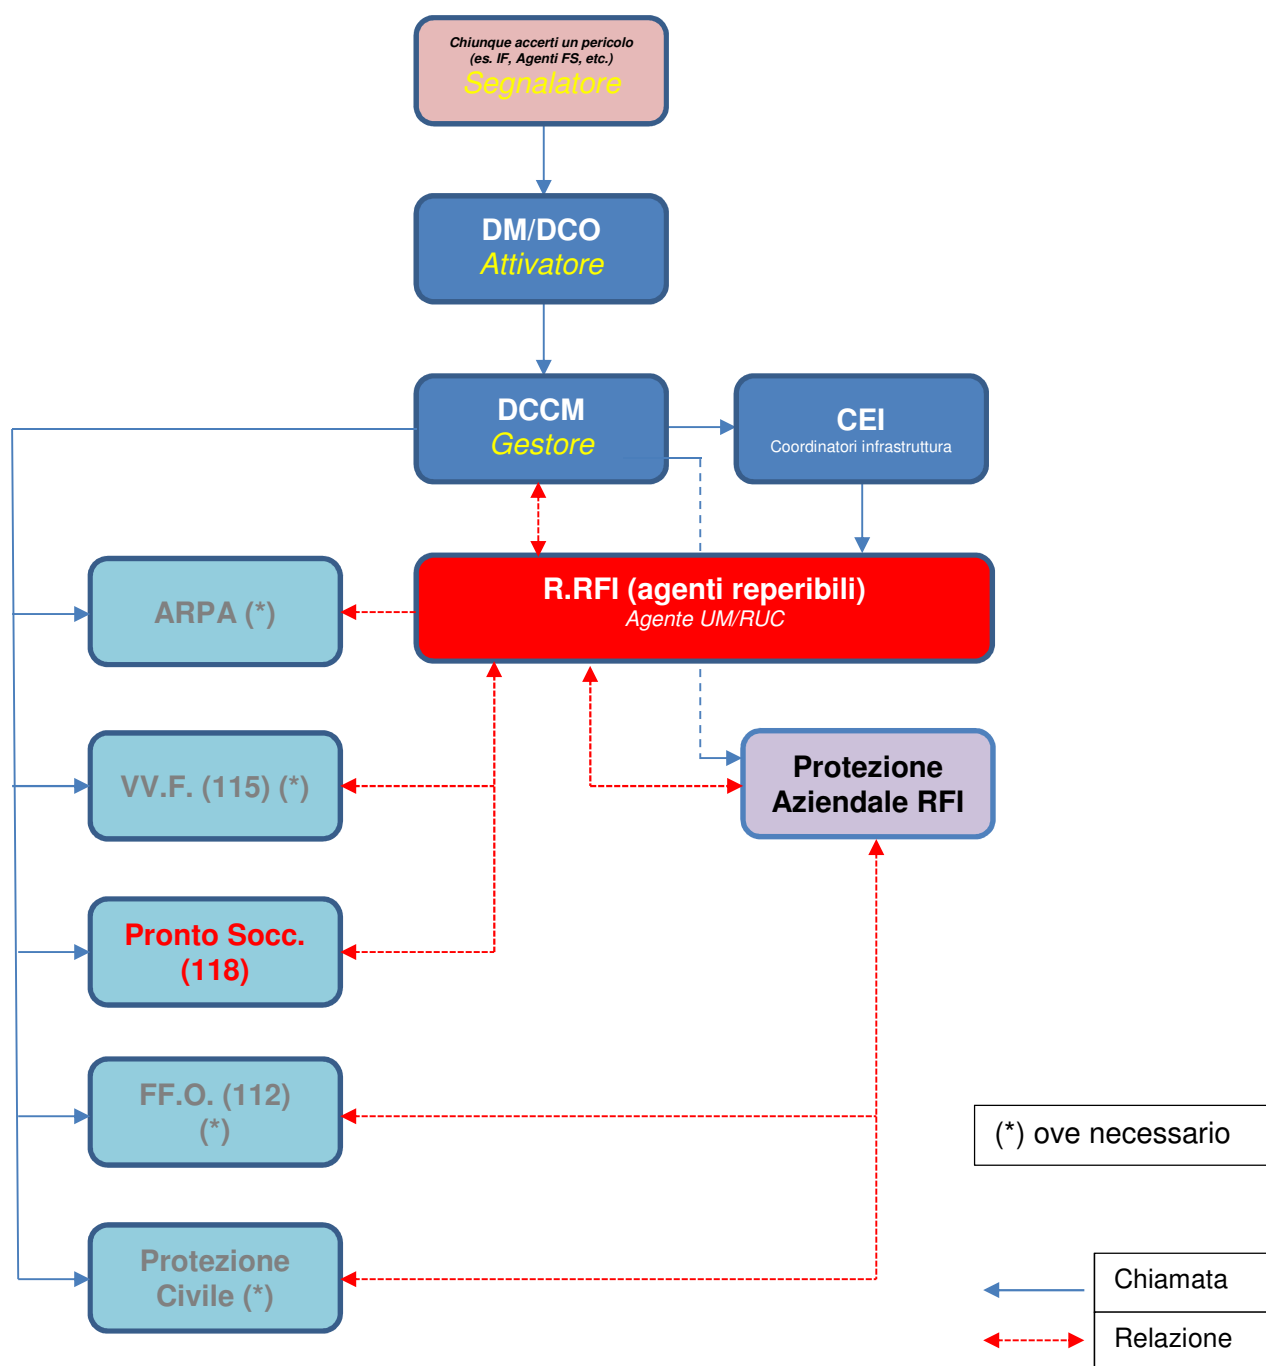 Chiunque accerti un pericolo
(es. IF, Agenti FS, etc.)
Segnalatore
DM/DCO
Attivatore
DCCM
Gestore
CEI
Coordinatori infrastruttura
R.RFI (agenti reperibili)
Agente UM/RUC
ARPA (*)
VV.F. (115) (*)
Protezione
Aziendale RFI
Pronto Socc.
(118)
FF.O. (112)
(*)
(*) ove necessario
Protezione
Civile (*)
Chiamata
Relazione